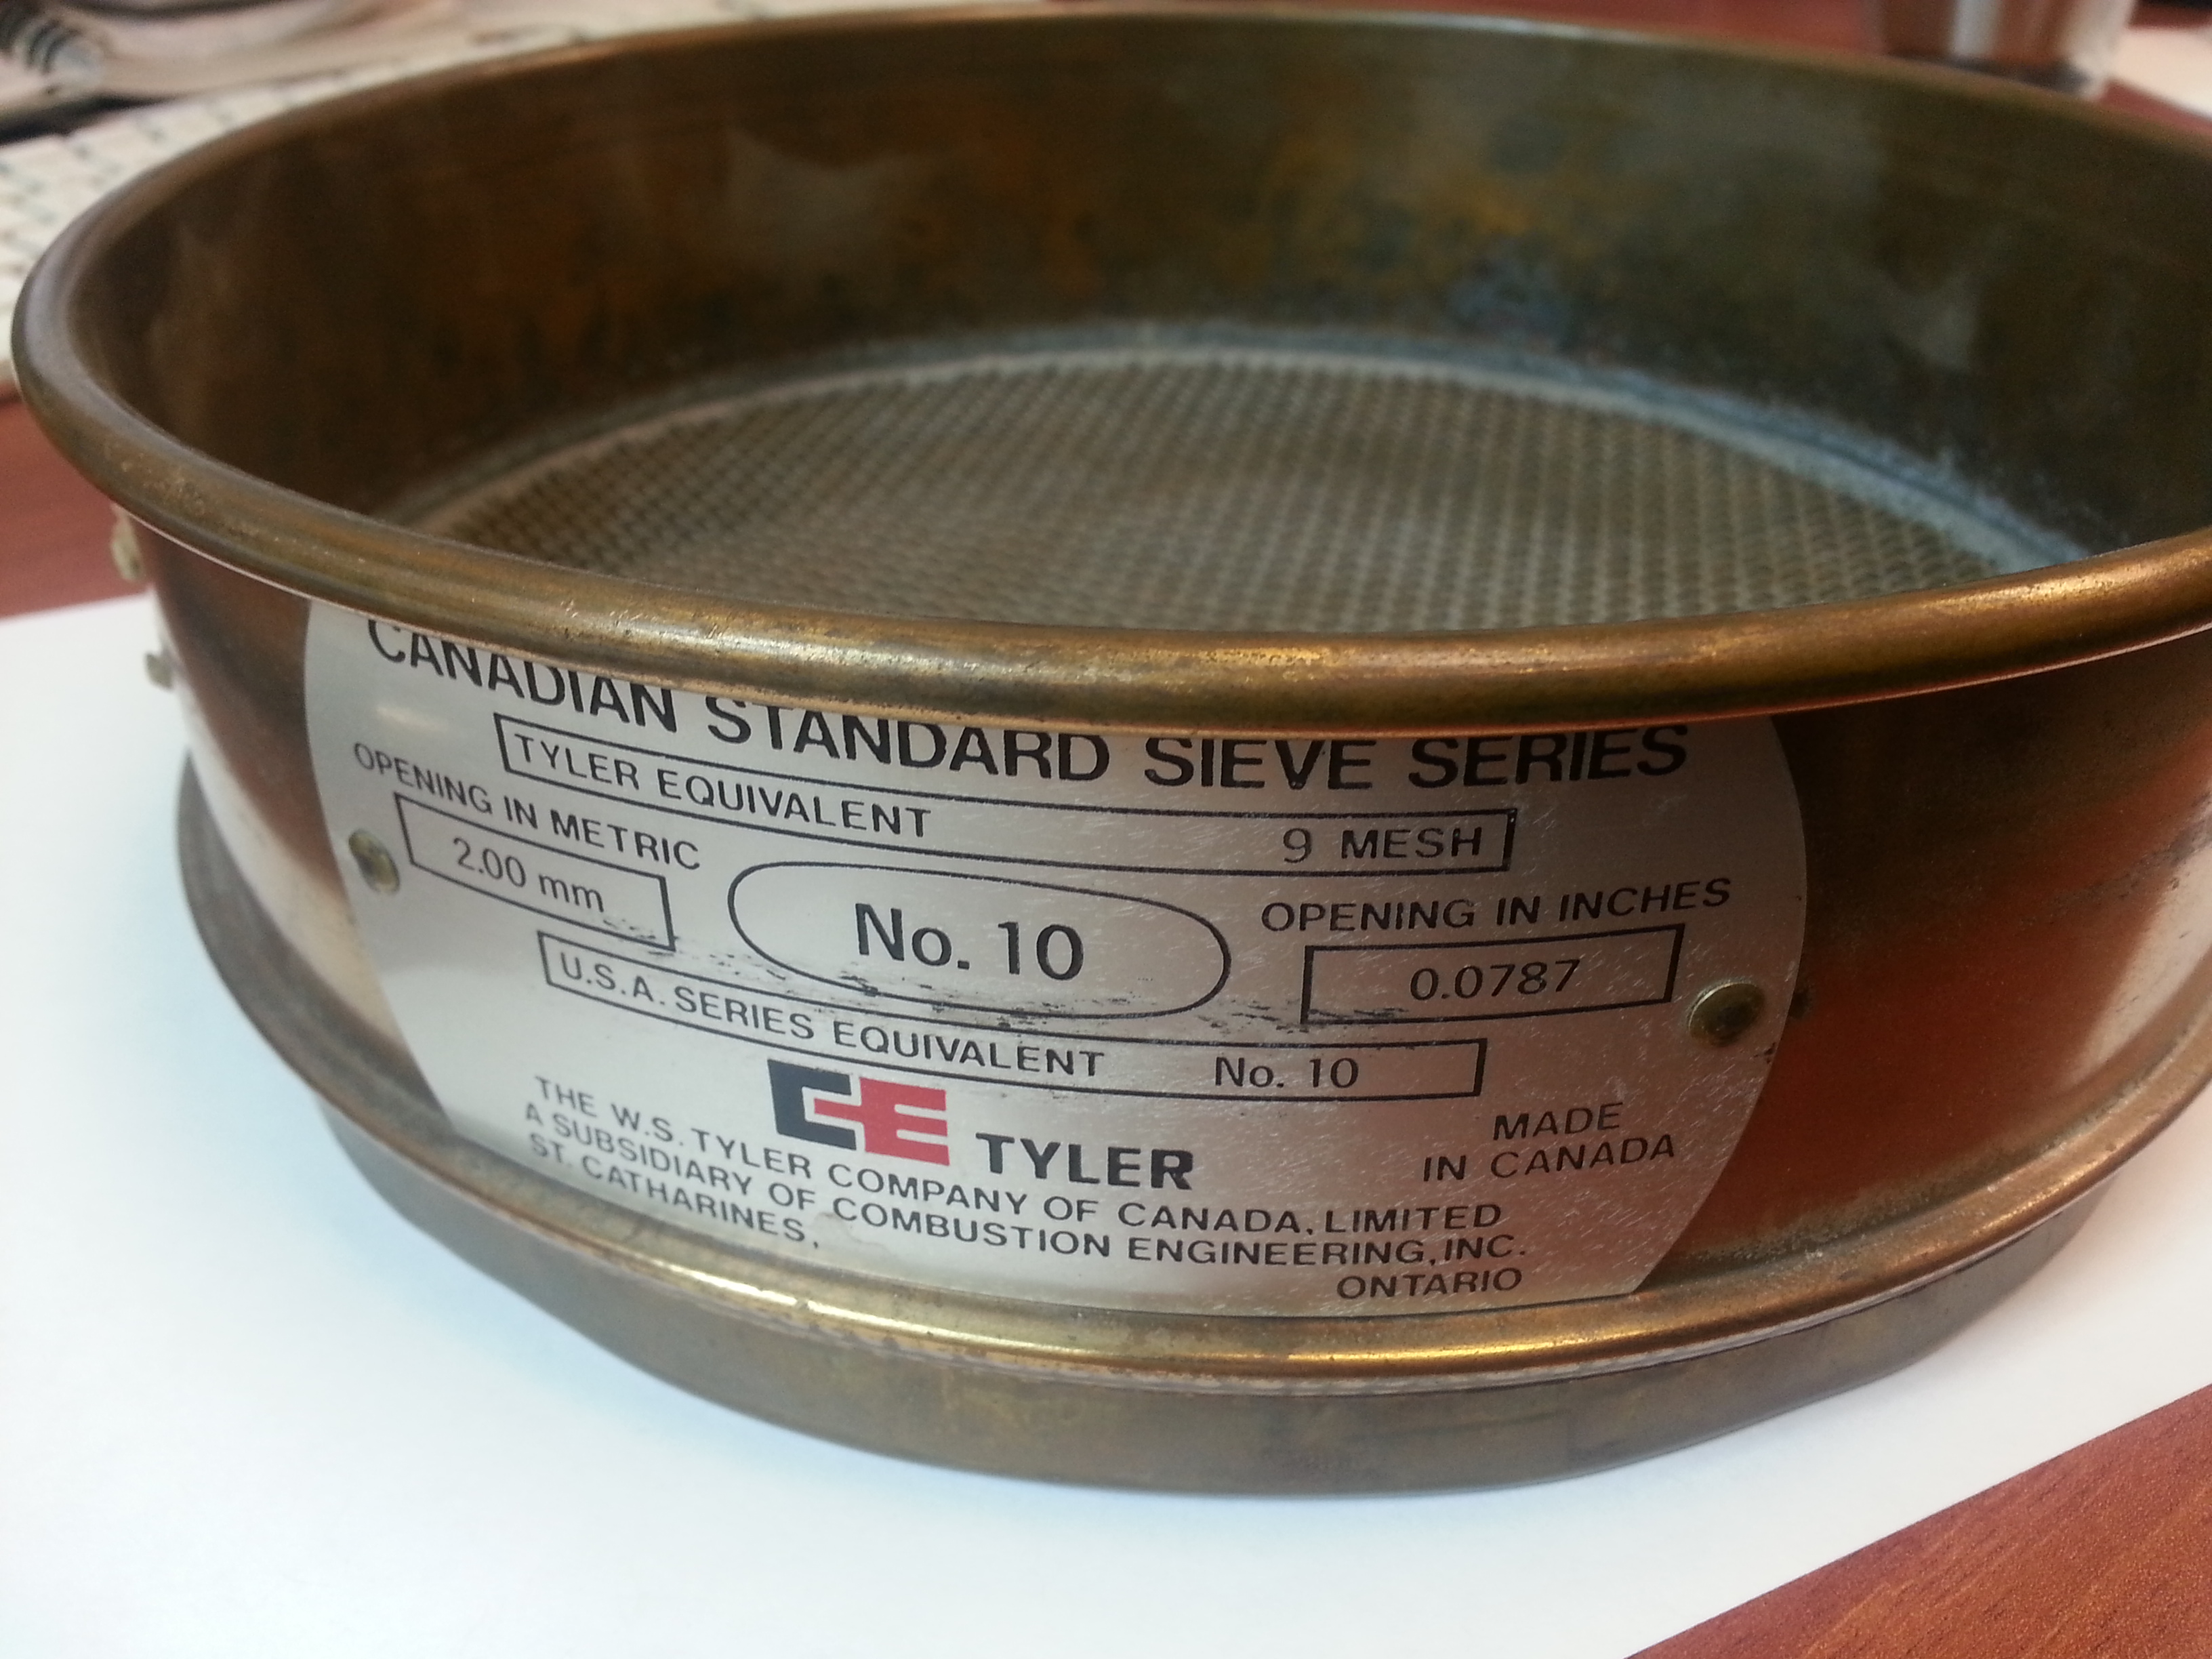 CANADIAN STANDARD SIEVE SERIES
TYLER EQUIVALENT 9 MESH
OPENING IN METRIC
2.00 mm
No. 10
OPENING IN INCHES
0.0787
U.S.A. SERIES EQUIVALENT No. 10
CE TYLER
MADE
IN CANADA
THE W.S. TYLER COMPANY OF CANADA, LIMITED
A SUBSIDIARY OF COMBUSTION ENGINEERING, INC.
ST. CATHARINES, ONTARIO